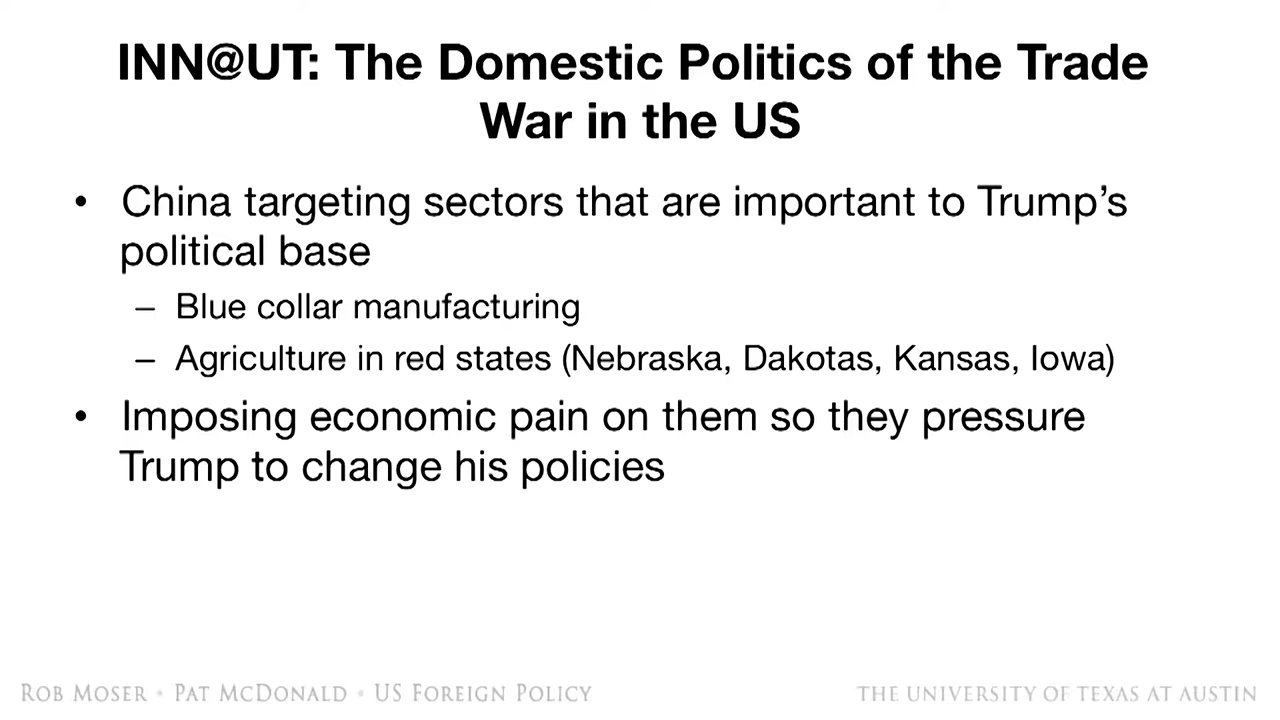 INN@UT: The Domestic Politics of the Trade
War in the US
• China targeting sectors that are important to Trump’s
political base
– Blue collar manufacturing
– Agriculture in red states (Nebraska, Dakotas, Kansas, Iowa)
• Imposing economic pain on them so they pressure
Trump to change his policies
ROB MOSER • PAT MCDONALD • US FOREIGN POLICY
THE UNIVERSITY OF TEXAS AT AUSTIN